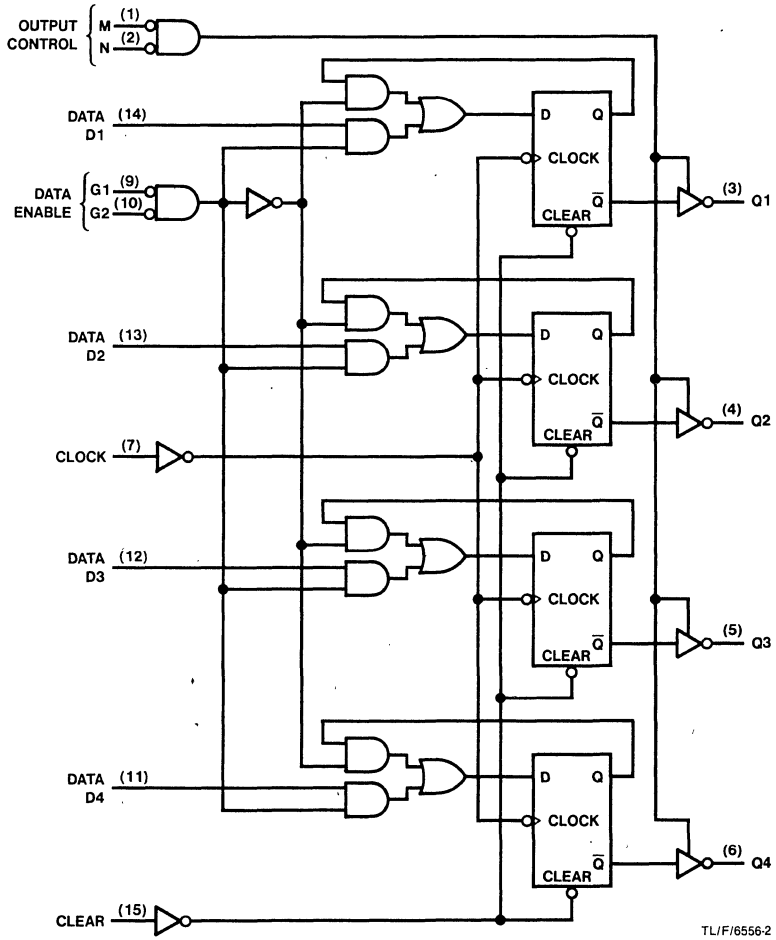 OUTPUT CONTROL { M (1)
N (2)
DATA D1 (14)
D Q
CLOCK
Q̅
CLEAR
(3) Q1
DATA ENABLE { G1 (9)
G2 (10)
DATA D2 (13)
D Q
CLOCK
Q̅
CLEAR
(4) Q2
CLOCK (7)
DATA D3 (12)
D Q
CLOCK
Q̅
CLEAR
(5) Q3
DATA D4 (11)
D Q
CLOCK
Q̅
CLEAR
(6) Q4
CLEAR (15)
TL/F/6556-2